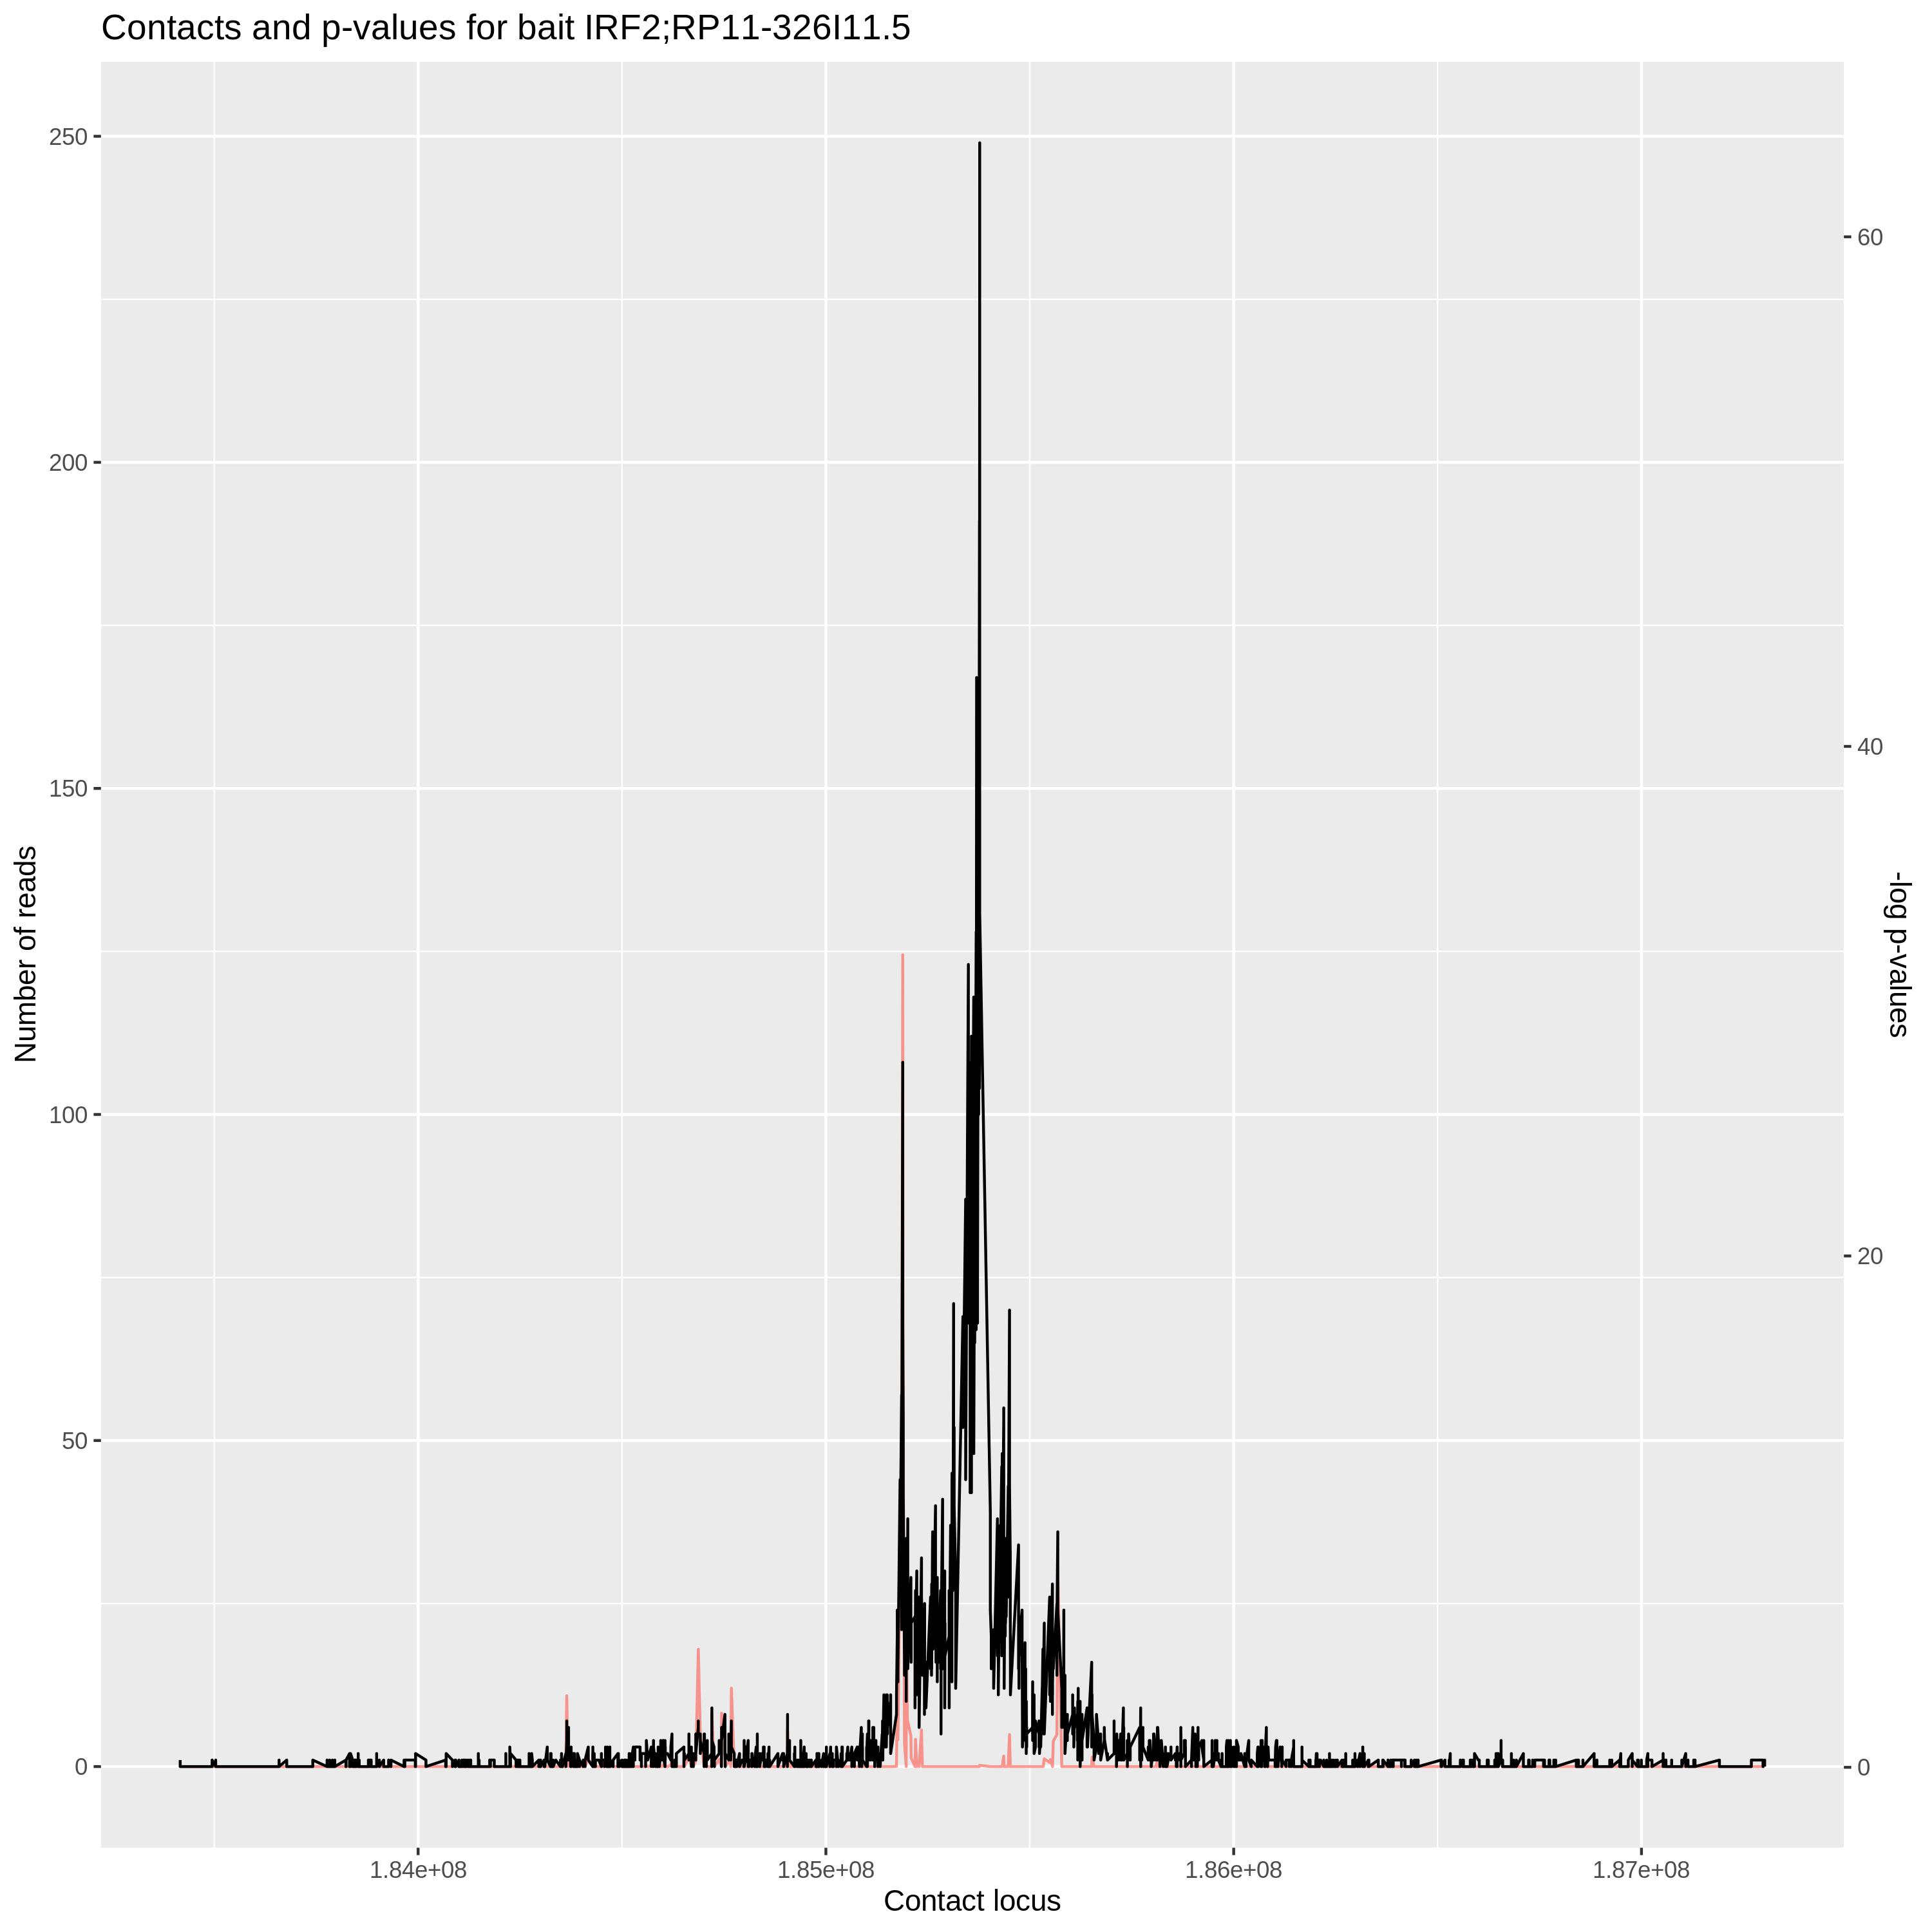 Contacts and p-values for bait IRF2;RP11-326I11.5
250
200
150
100
50
0
Number of reads
60
40
20
0
-log p-values
1.84e+08
1.85e+08
1.86e+08
1.87e+08
Contact locus